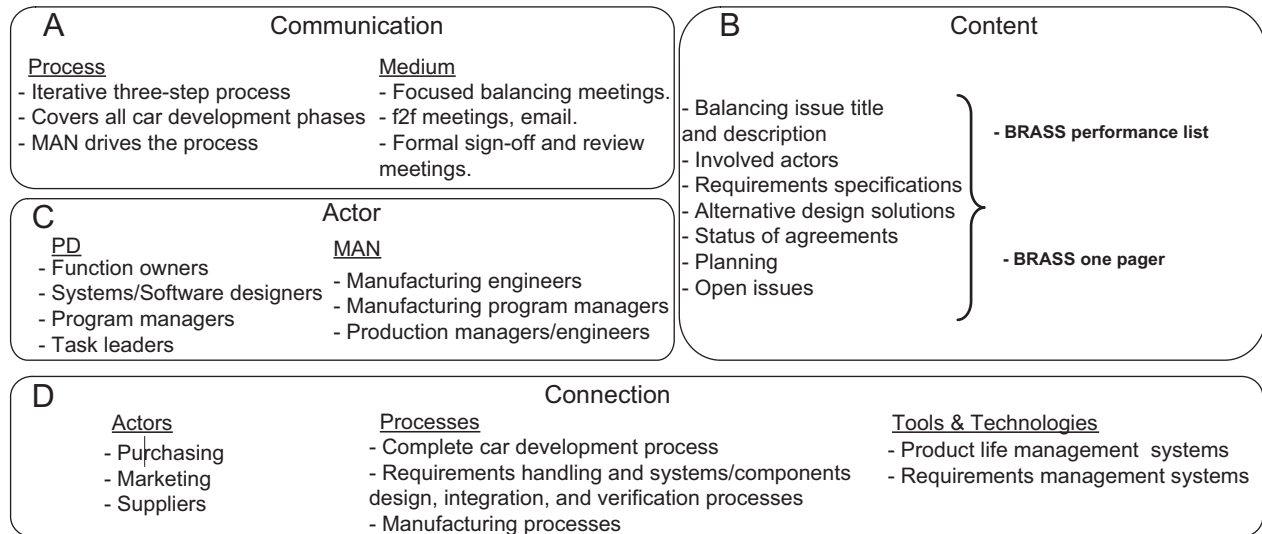 A
Communication
Process
- Iterative three-step process
- Covers all car development phases
- MAN drives the process
Medium
- Focused balancing meetings.
- f2f meetings, email.
- Formal sign-off and review
meetings.
B
Content
- Balancing issue title
and description
- Involved actors
- Requirements specifications
- Alternative design solutions
- Status of agreements
- Planning
- Open issues
- BRASS performance list
- BRASS one pager
C
Actor
PD
- Function owners
- Systems/Software designers
- Program managers
- Task leaders
MAN
- Manufacturing engineers
- Manufacturing program managers
- Production managers/engineers
D
Connection
Actors
- Purchasing
- Marketing
- Suppliers
Processes
- Complete car development process
- Requirements handling and systems/components
design, integration, and verification processes
- Manufacturing processes
Tools & Technologies
- Product life management systems
- Requirements management systems